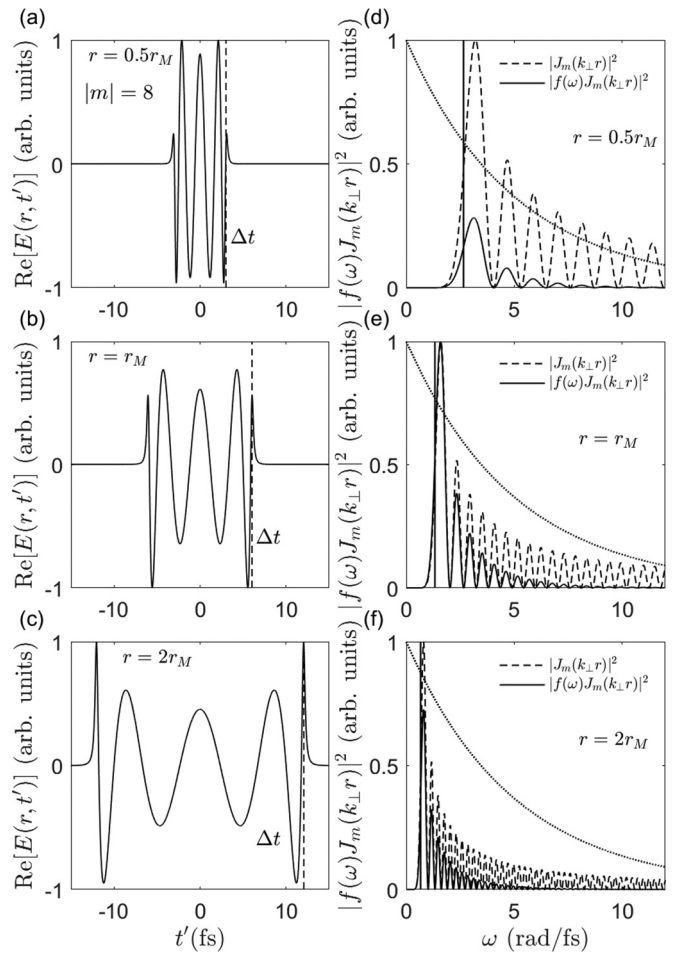 (a)
1
r = 0.5r_M
|m| = 8
0
Δt
-1
-10
0
10
Re[E(r,t′)] (arb. units)
(d)
1
|J_m(k_⊥r)|²
|f(ω)J_m(k_⊥r)|²
r = 0.5r_M
0.5
0
0
5
10
|f(ω)J_m(k_⊥r)|² (arb. units)
(b)
1
r = r_M
0
Δt
-1
-10
0
10
Re[E(r,t′)] (arb. units)
(e)
1
|J_m(k_⊥r)|²
|f(ω)J_m(k_⊥r)|²
r = r_M
0.5
0
0
5
10
|f(ω)J_m(k_⊥r)|² (arb. units)
(c)
1
r = 2r_M
0
Δt
-1
-10
0
10
t′(fs)
Re[E(r,t′)] (arb. units)
(f)
1
|J_m(k_⊥r)|²
|f(ω)J_m(k_⊥r)|²
r = 2r_M
0.5
0
0
5
10
ω (rad/fs)
|f(ω)J_m(k_⊥r)|² (arb. units)